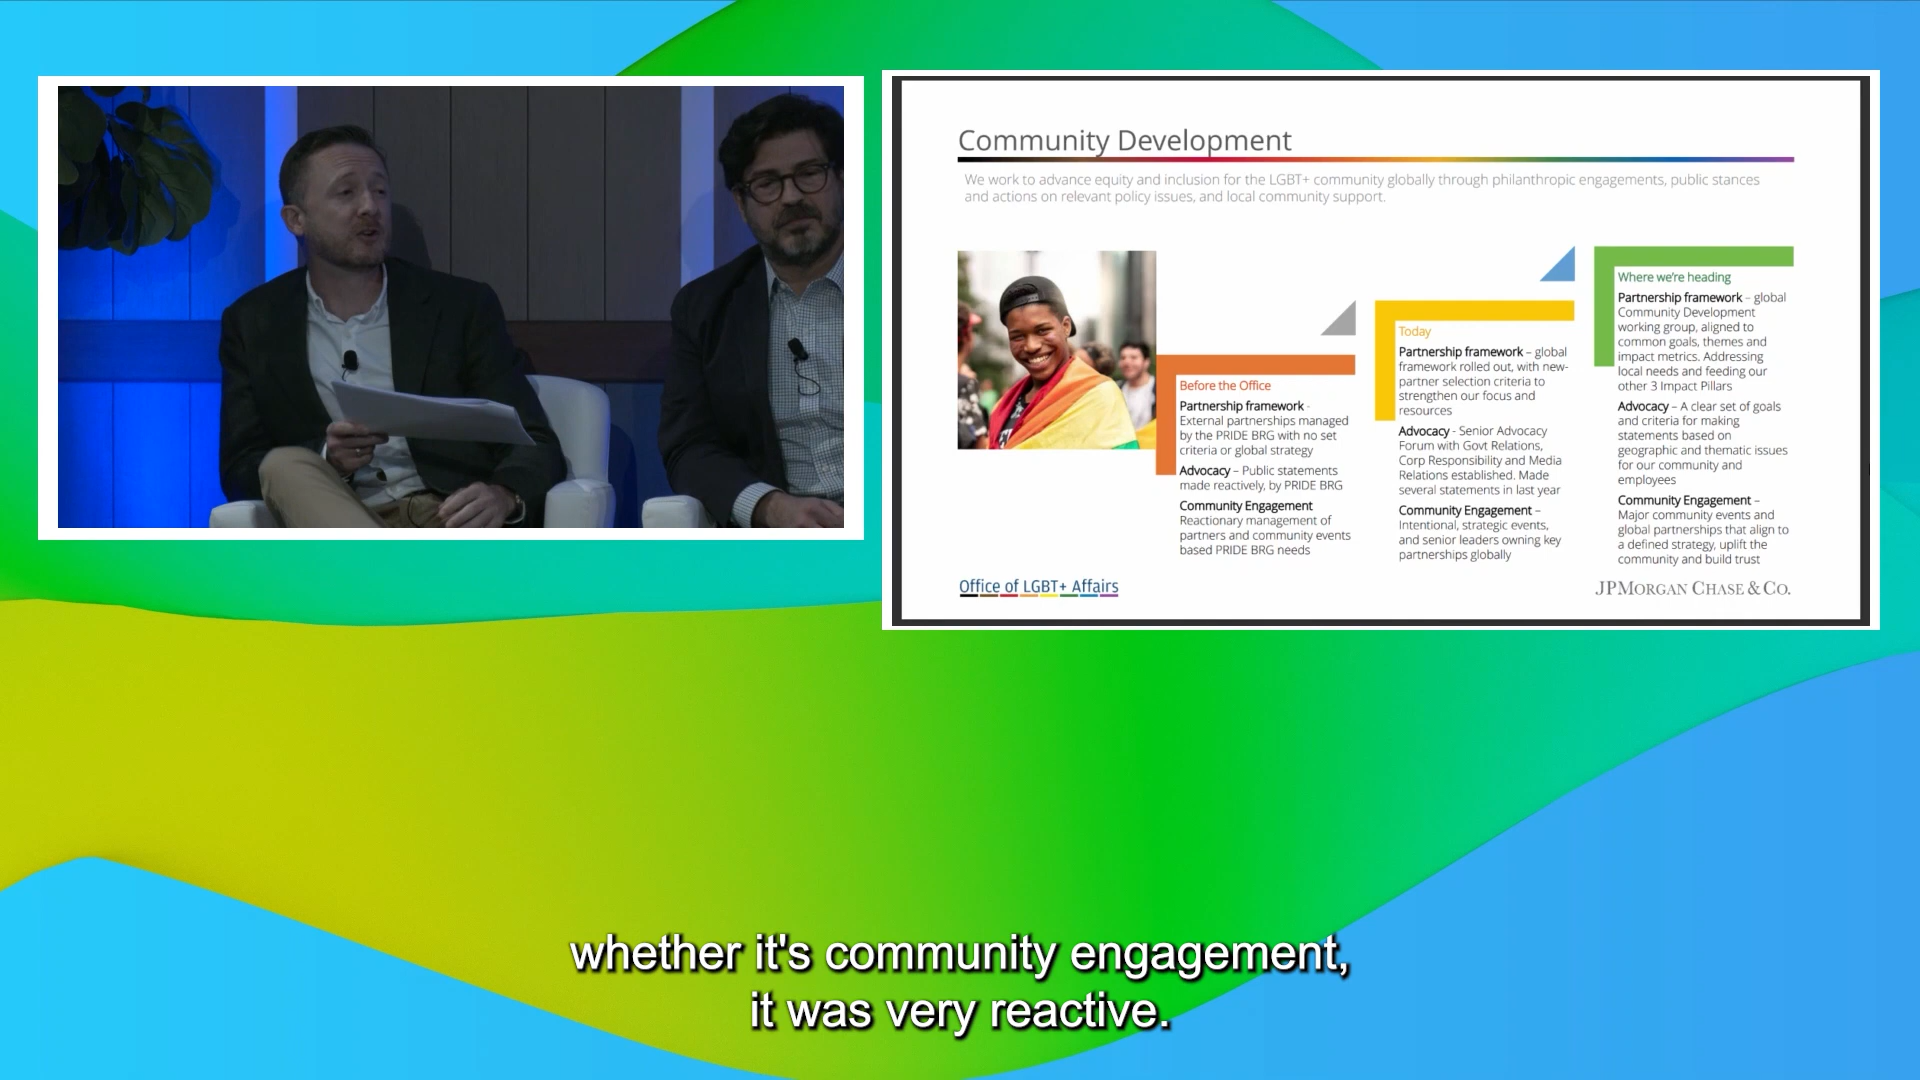 Community Development
We work to advance equity and inclusion for the LGBT+ community globally through philanthropic engagements, public stances
and actions on relevant policy issues, and local community support.
Before the Office
Partnership framework -
External partnerships managed
by the PRIDE BRG with no set
criteria or global strategy
Advocacy – Public statements
made reactively, by PRIDE BRG
Community Engagement
Reactionary management of
partners and community events
based PRIDE BRG needs
Today
Partnership framework – global
framework rolled out, with new-
partner selection criteria to
strengthen our focus and
resources
Advocacy - Senior Advocacy
Forum with Govt Relations,
Corp Responsibility and Media
Relations established. Made
several statements in last year
Community Engagement –
Intentional, strategic events,
and senior leaders owning key
partnerships globally
Where we're heading
Partnership framework – global
Community Development
working group, aligned to
common goals, themes and
impact metrics. Addressing
local needs and feeding our
other 3 Impact Pillars
Advocacy – A clear set of goals
and criteria for making
statements based on
geographic and thematic issues
for our community and
employees
Community Engagement –
Major community events and
global partnerships that align to
a defined strategy, uplift the
community and build trust
Office of LGBT+ Affairs
JPMORGAN CHASE & CO.
whether it's community engagement,
it was very reactive.